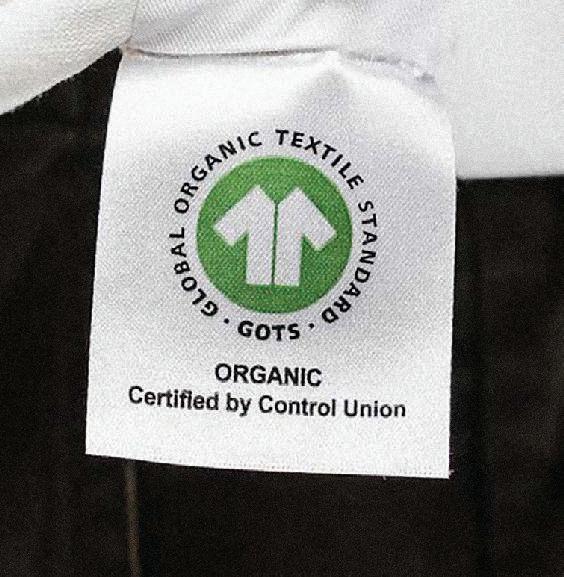 GLOBAL ORGANIC TEXTILE STANDARD · GOTS ·
ORGANIC
Certified by Control Union